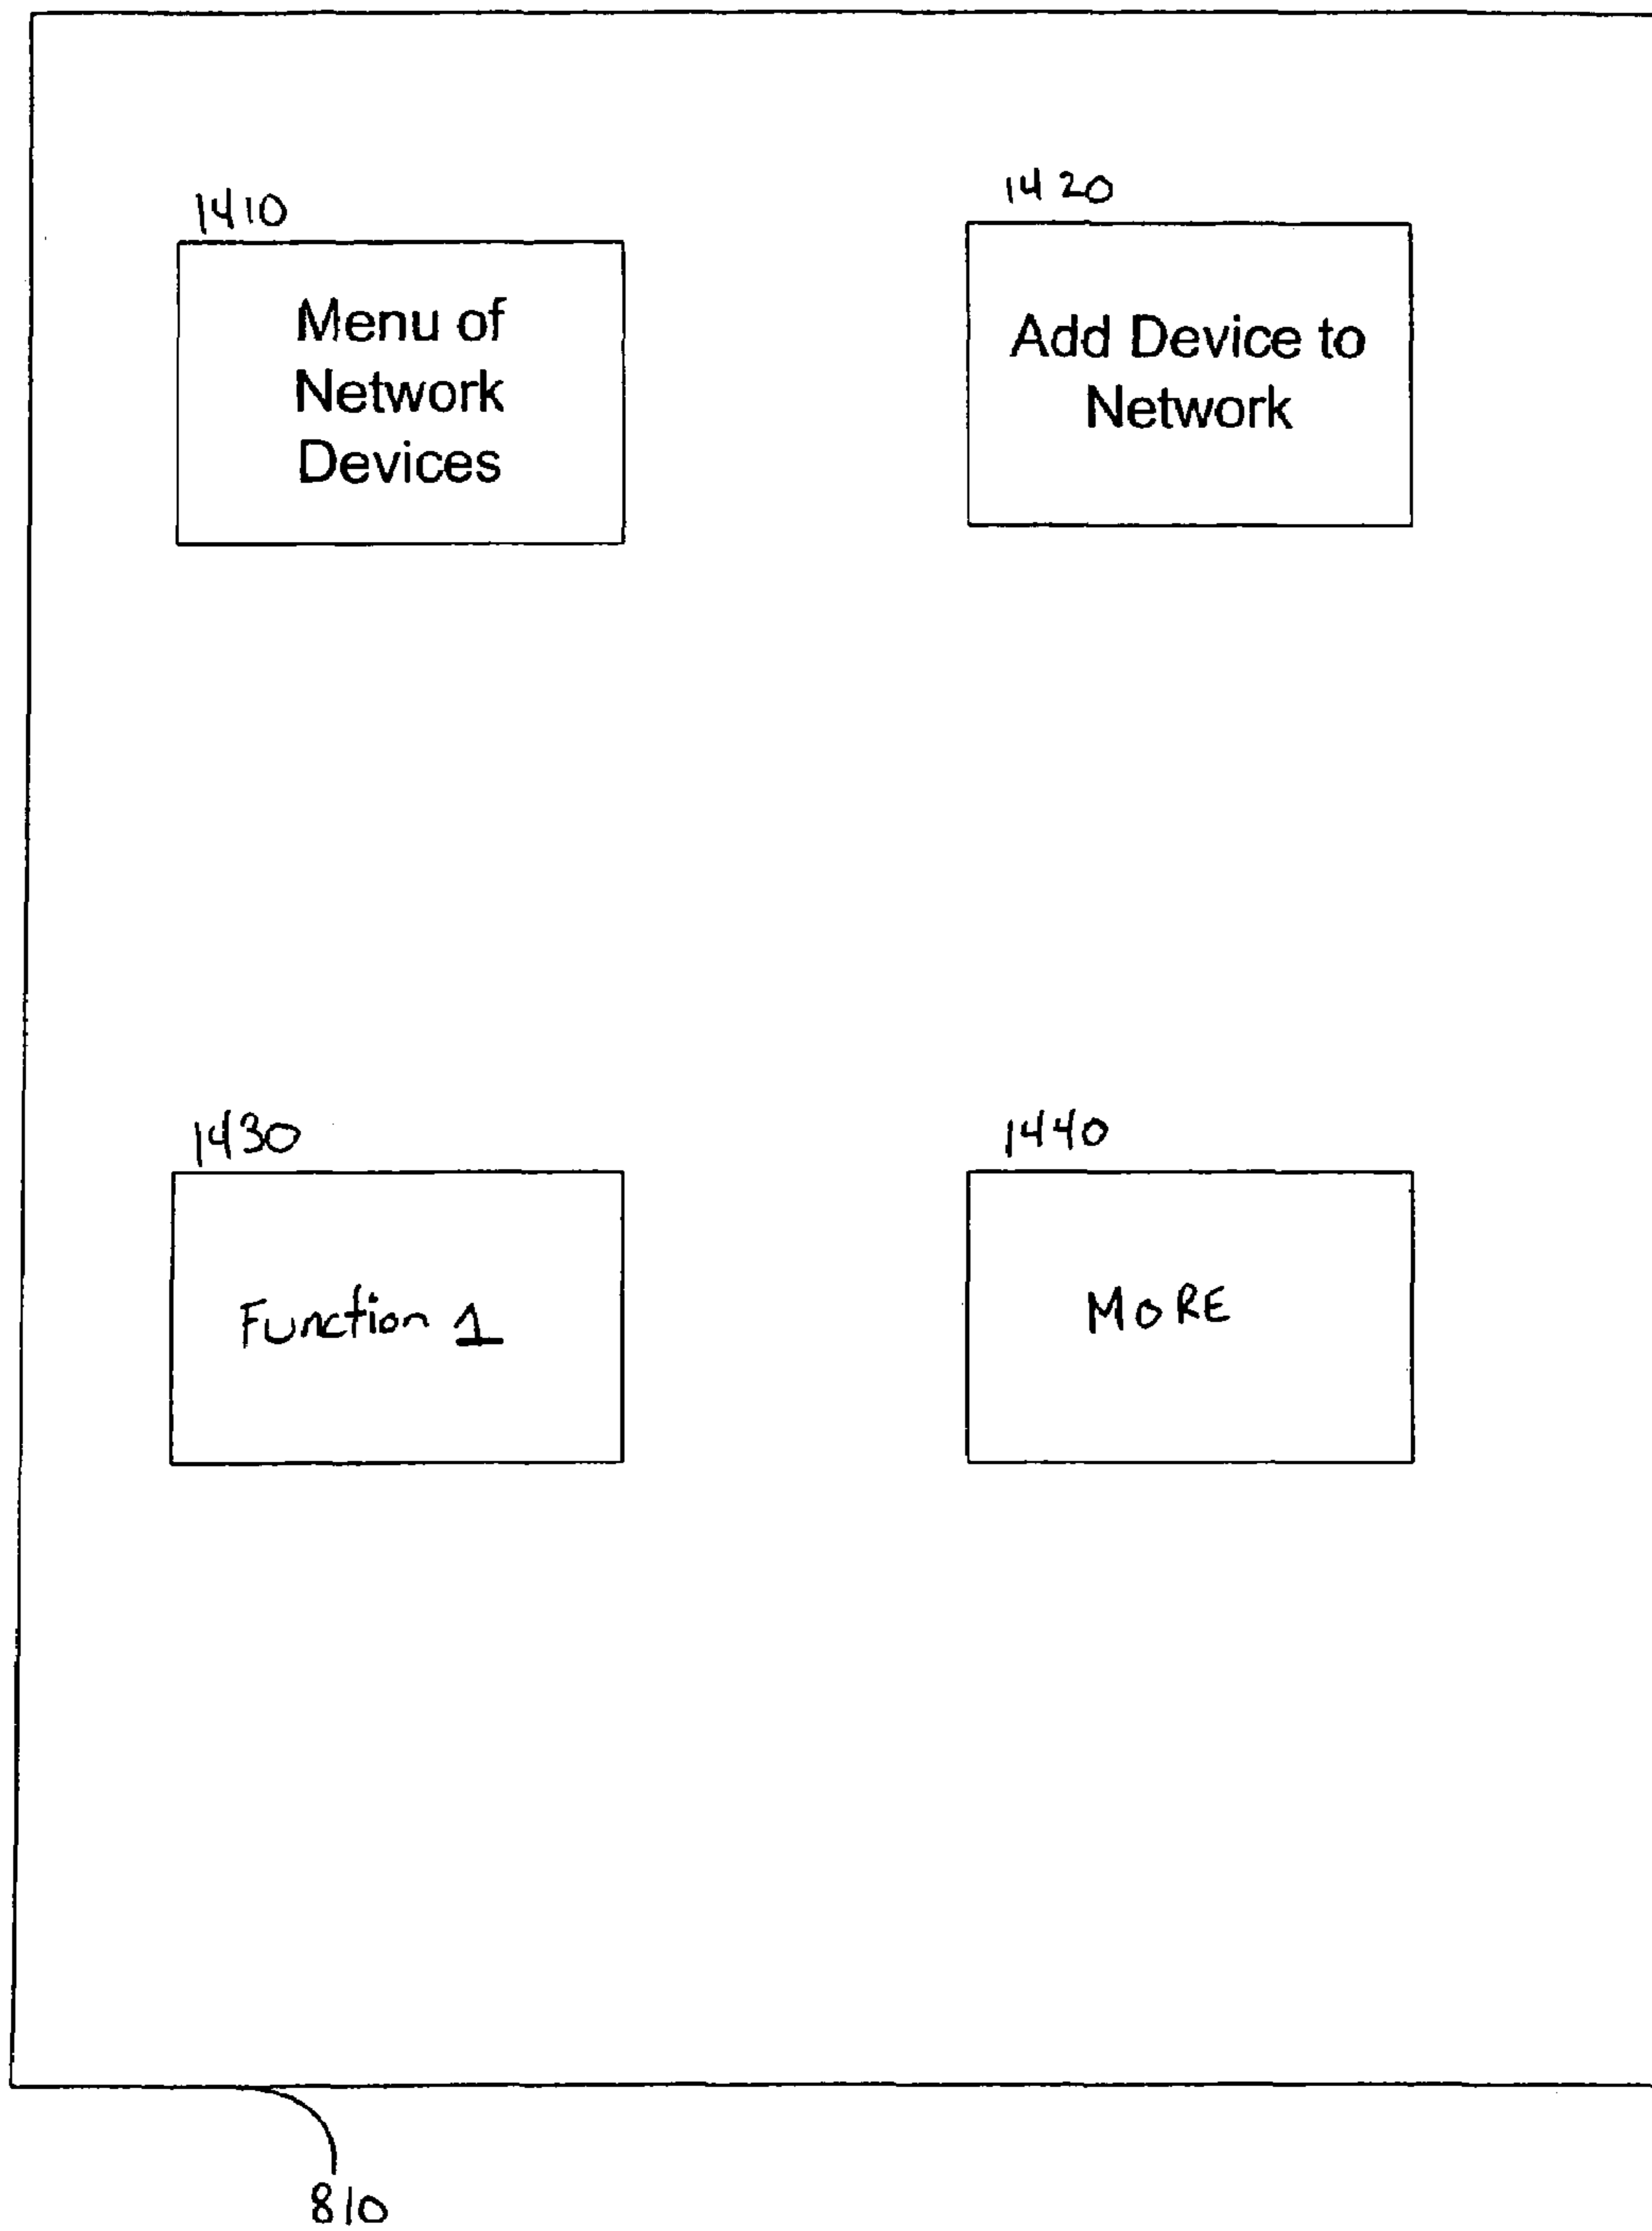 1410
Menu of
Network
Devices
1420
Add Device to
Network
1430
Function 1
1440
MORE
810